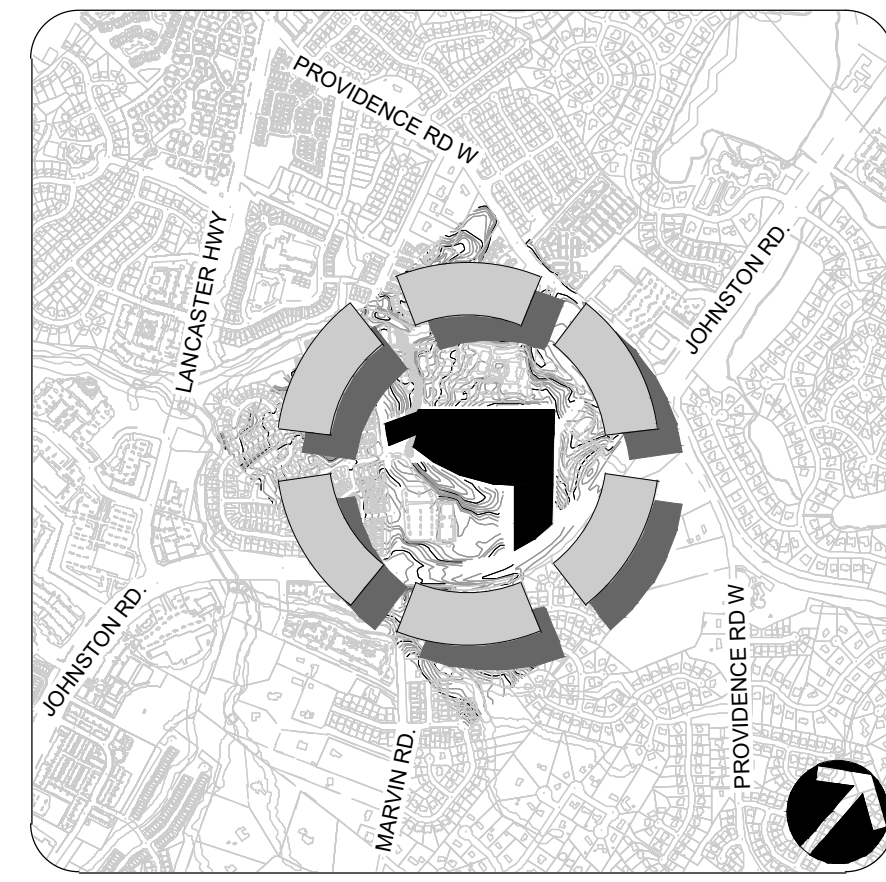 PROVIDENCE RD W
LANCASTER HWY
JOHNSTON RD.
JOHNSTON RD.
PROVIDENCE RD W
MARVIN RD.